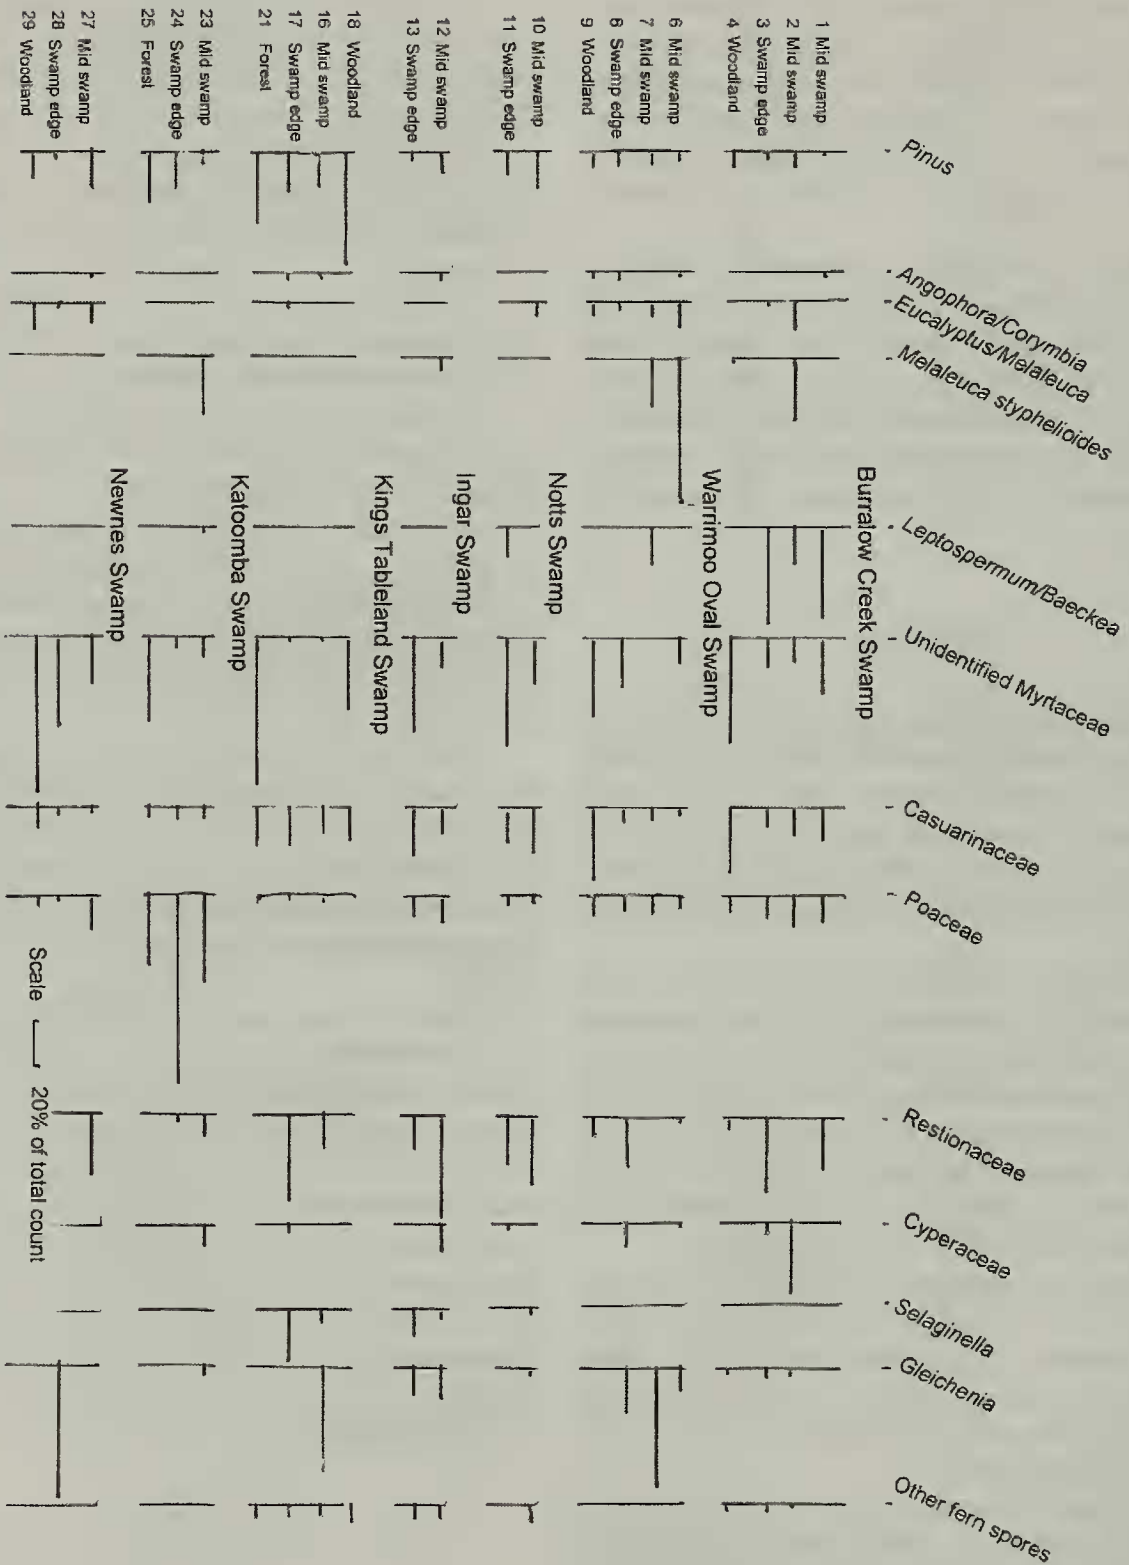 Pinus
Angophora/Corymbia
Eucalyptus/Melaleuca
Melaleuca styphelioides
Leptospermum/Baeckea
Unidentified Myrtaceae
Casuarinaceae
Poaceae
Restionaceae
Cyperaceae
Selaginella
Gleichenia
Other fern spores
Burralow Creek Swamp
1 Mid swamp
2 Mid swamp
3 Swamp edge
4 Woodland
Warrimoo Oval Swamp
6 Mid swamp
7 Mid swamp
8 Swamp edge
9 Woodland
Notts Swamp
10 Mid swamp
11 Swamp edge
Ingar Swamp
12 Mid swamp
13 Swamp edge
Kings Tableland Swamp
18 Woodland
16 Mid swamp
17 Swamp edge
21 Forest
Katoomba Swamp
23 Mid swamp
24 Swamp edge
25 Forest
Newnes Swamp
27 Mid swamp
28 Swamp edge
29 Woodland
Scale 20% of total count